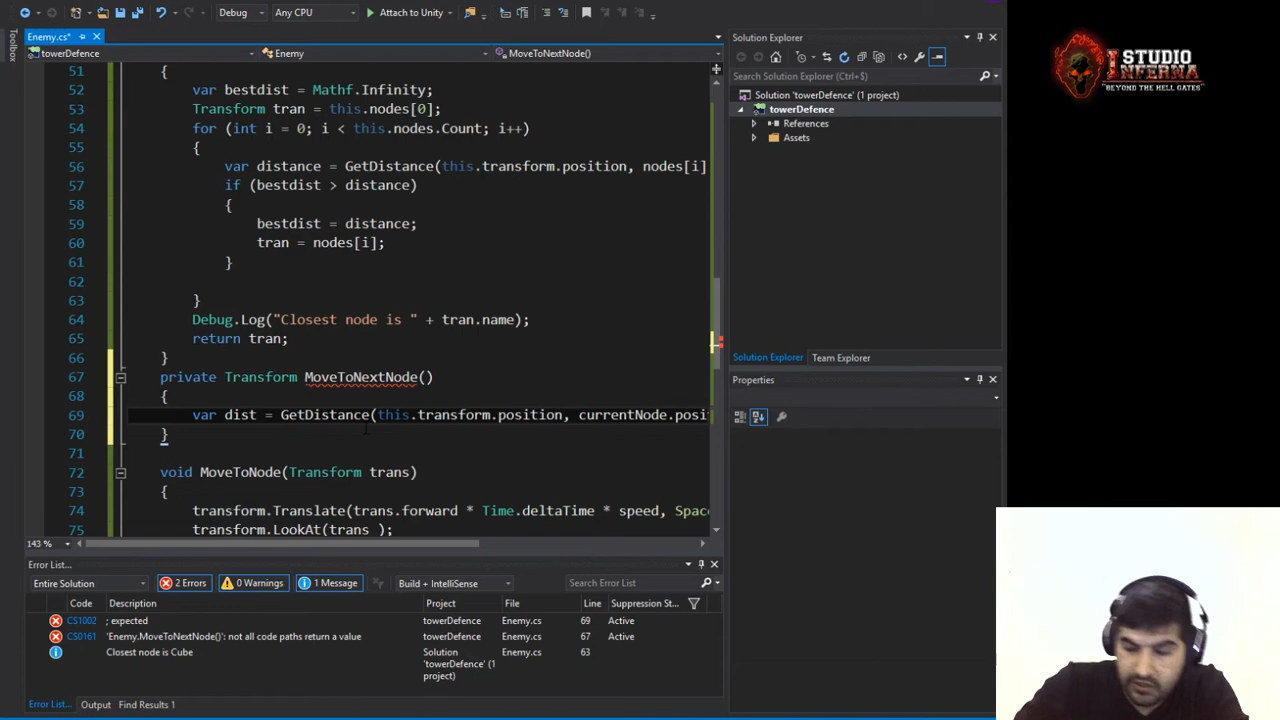 Debug
Any CPU
Attach to Unity
Toolbox
Enemy.cs*
towerDefence
Enemy
MoveToNextNode()
51 {
52 var bestdist = Mathf.Infinity;
53 Transform tran = this.nodes[0];
54 for (int i = 0; i < this.nodes.Count; i++)
55 {
56 var distance = GetDistance(this.transform.position, nodes[i]
57 if (bestdist > distance)
58 {
59 bestdist = distance;
60 tran = nodes[i];
61 }
62
63 }
64 Debug.Log("Closest node is " + tran.name);
65 return tran;
66 }
67 private Transform MoveToNextNode()
68 {
69 var dist = GetDistance(this.transform.position, currentNode.posi
70 }
71
72 void MoveToNode(Transform trans)
73 {
74 transform.Translate(trans.forward * Time.deltaTime * speed, Spac
75 transform.LookAt(trans );
143 %
Error List...
Entire Solution
2 Errors
0 Warnings
1 Message
Build + IntelliSense
Search Error List
Code Description Project File Line Suppression St...
CS1002 ; expected towerDefence Enemy.cs 69 Active
CS0161 'Enemy.MoveToNextNode()': not all code paths return a value towerDefence Enemy.cs 67 Active
Closest node is Cube Solution 'towerDefence' (1 project) Enemy.cs 63
Error List... Output Find Results 1
Solution Explorer
Search Solution Explorer (Ctrl+$)
Solution 'towerDefence' (1 project)
towerDefence
References
Assets
Solution Explorer Team Explorer
Properties
STUDIO
INFERNA
"BEYOND THE HELL GATES"